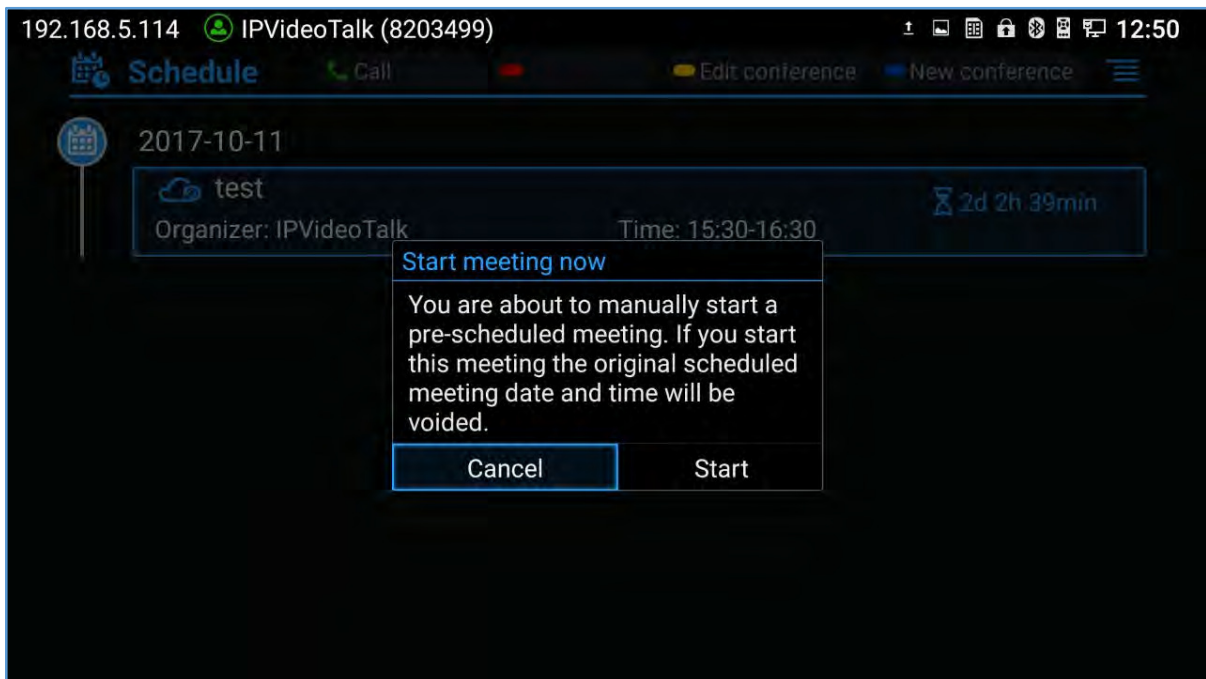 192.168.5.114 IPVideoTalk (8203499) 12:50
Schedule Call Edit conference New conference
2017-10-11
test
2d 2h 39min
Organizer: IPVideoTalk Time: 15:30-16:30
Start meeting now
You are about to manually start a
pre-scheduled meeting. If you start
this meeting the original scheduled
meeting date and time will be
voided.
Cancel Start